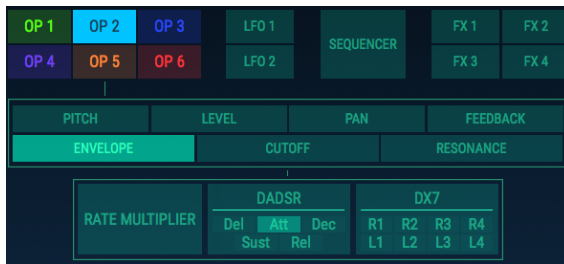 OP 1 OP 2 OP 3 LFO 1 SEQUENCER FX 1 FX 2
OP 4 OP 5 OP 6 LFO 2 FX 3 FX 4
PITCH LEVEL PAN FEEDBACK
ENVELOPE CUTOFF RESONANCE
RATE MULTIPLIER
DADSR
Del Att Dec
Sust Rel
DX7
R1 R2 R3 R4
L1 L2 L3 L4